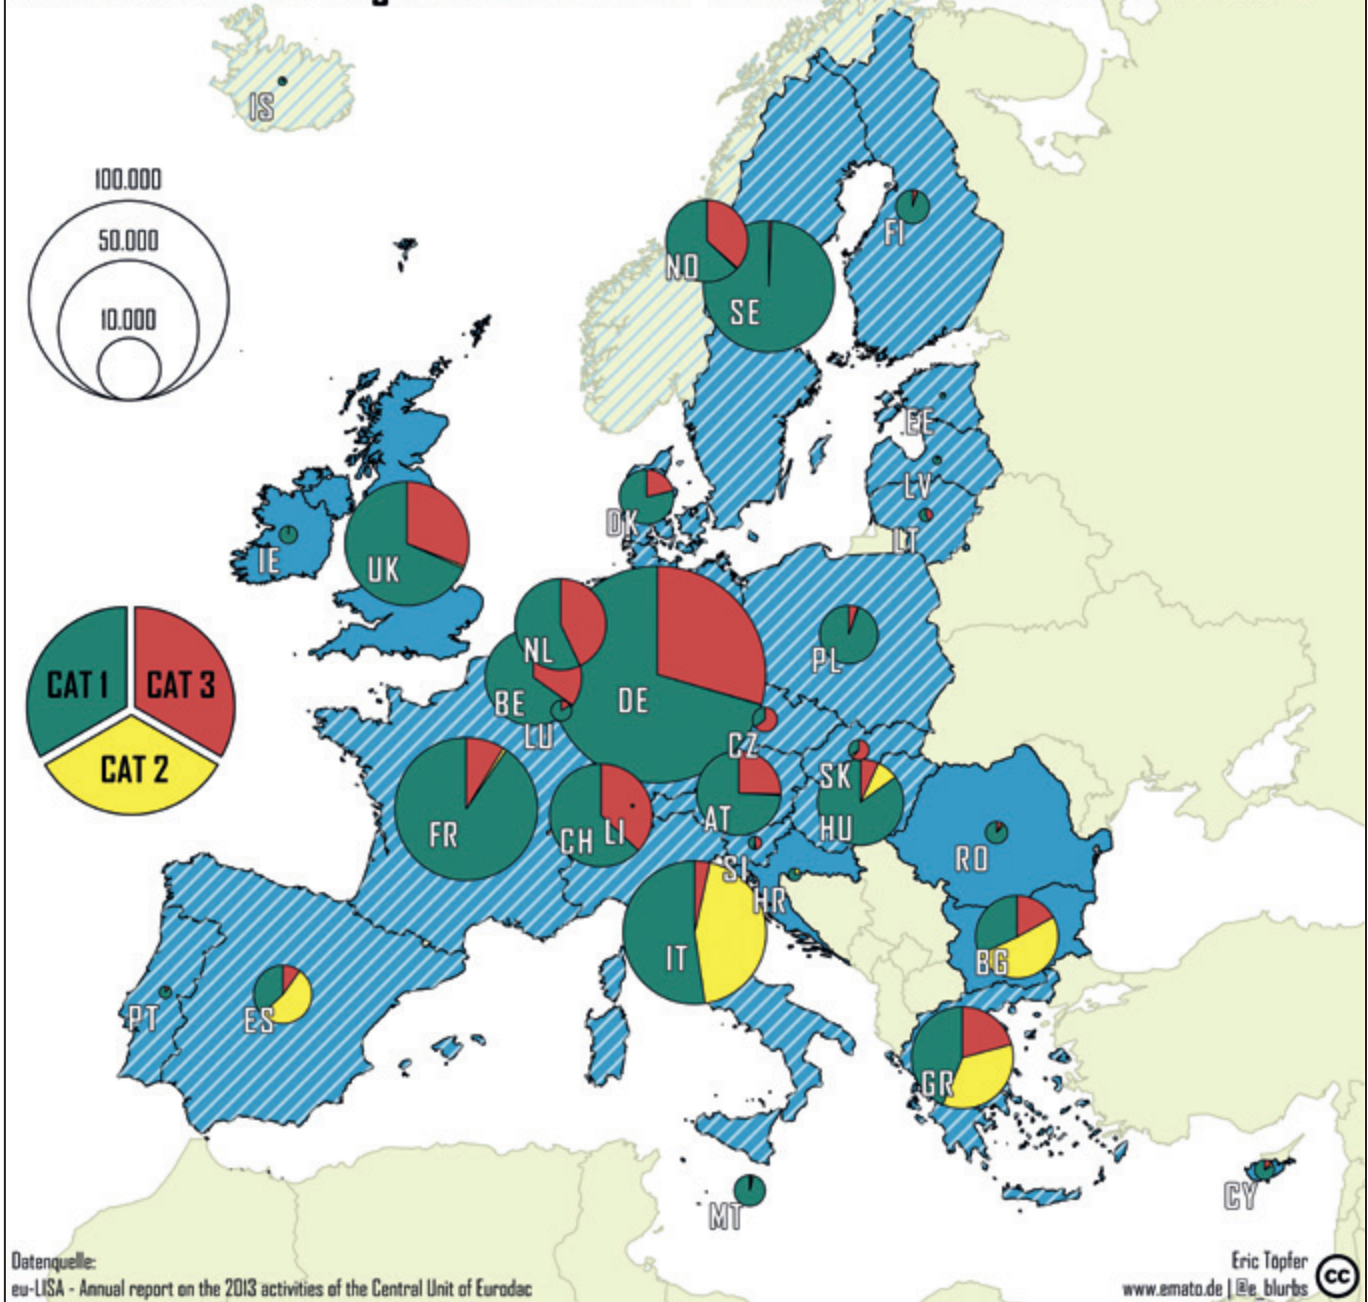 IS
100.000
50.000
10.000
FI
NO
SE
EE
LV
LT
DK
IE
UK
NL
PL
CAT 1
CAT 3
CAT 2
BE
DE
LU
CZ
SK
AT
HU
FR
CH
LI
RO
SI
HR
IT
BG
PT
ES
GR
CY
MT
Datenquelle:
eu-LISA - Annual report on the 2013 activities of the Central Unit of Eurodac
Eric Töpfer
www.emato.de | @e_blurbs
cc